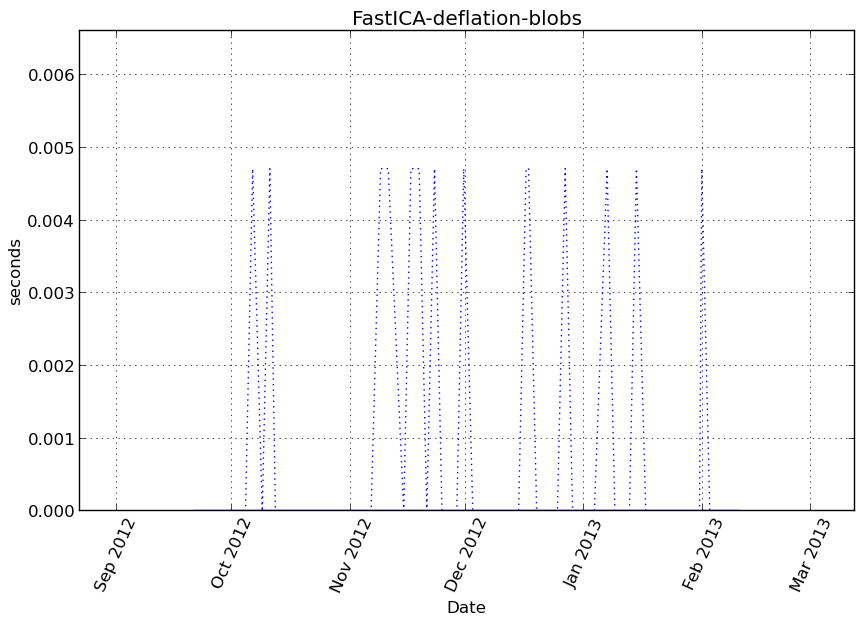 FastICA-deflation-blobs
0.006
0.005
0.004
0.003
0.002
0.001
0.000
seconds
Sep 2012
Oct 2012
Nov 2012
Dec 2012
Jan 2013
Feb 2013
Mar 2013
Date